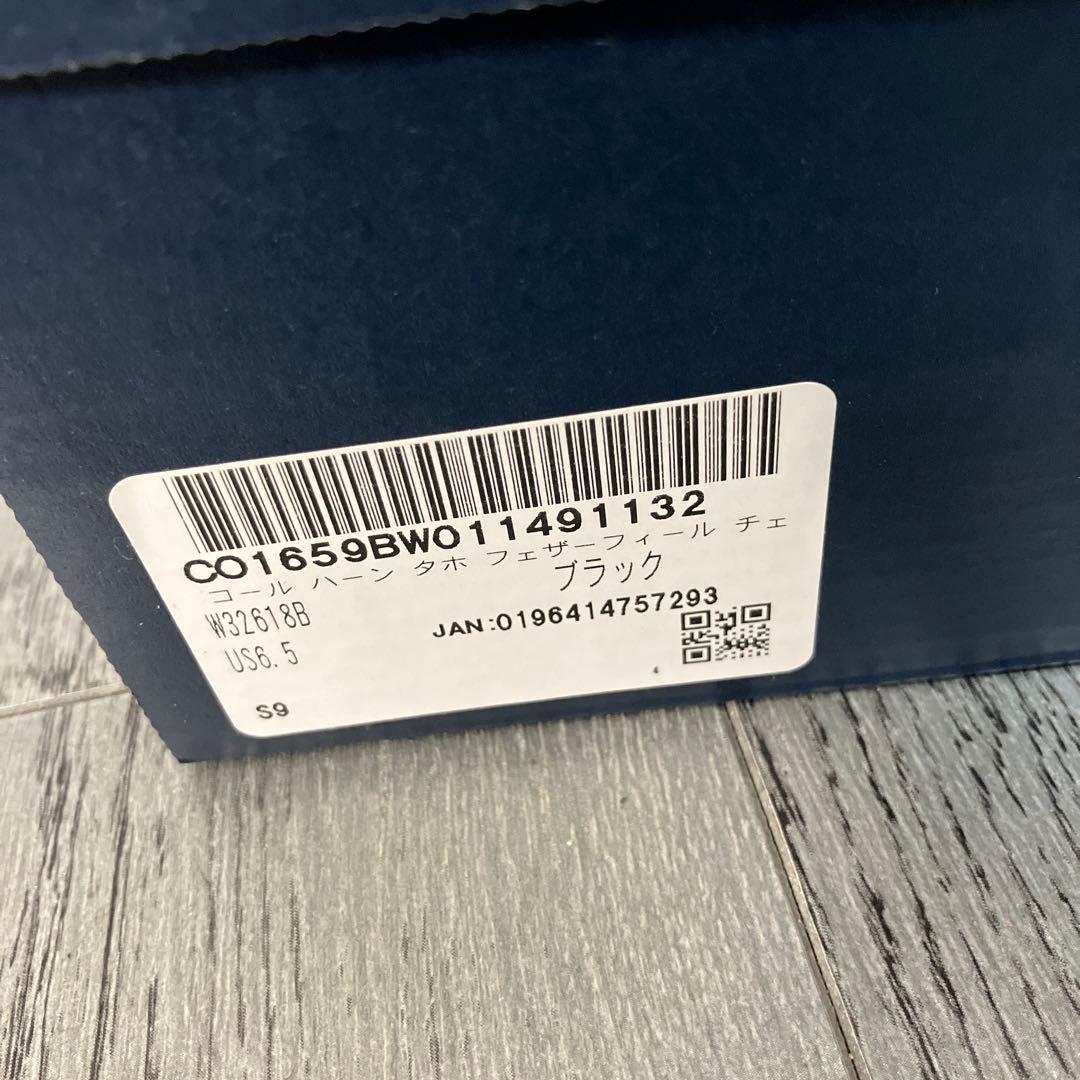 CO1659BW011491132
コール ハーン タホ フェザーフィール チェ
W32618B ブラック
US6.5 JAN:0196414757293
S9